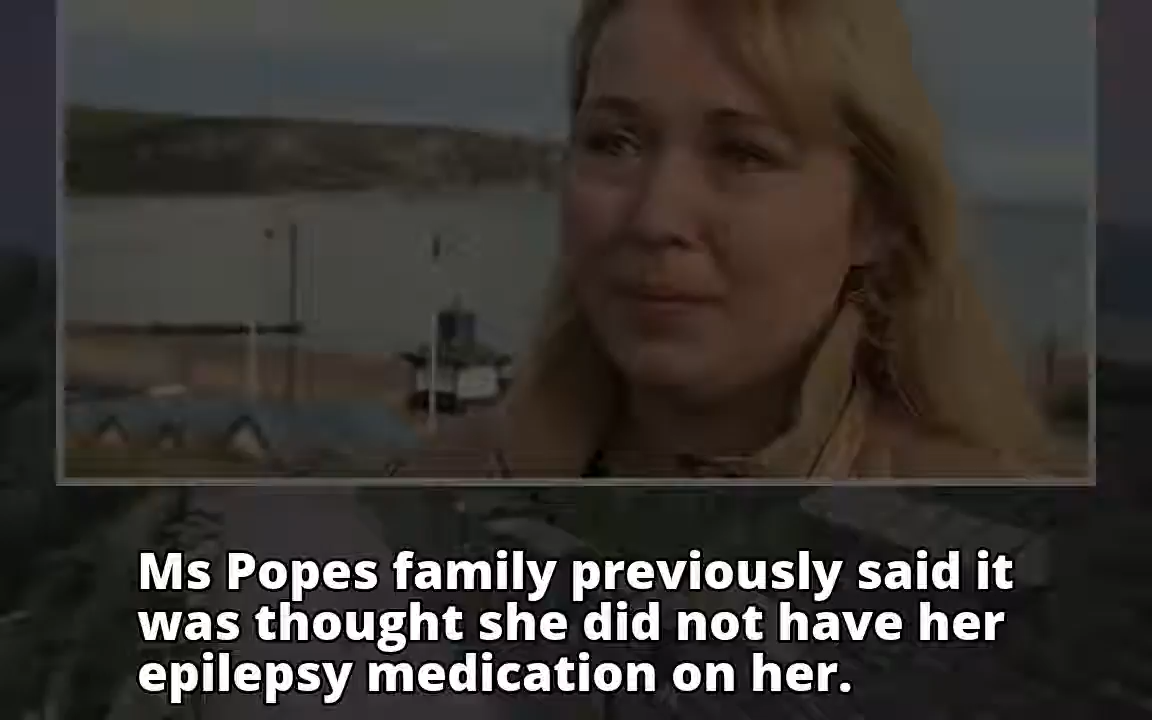 Ms Popes family previously said it
was thought she did not have her
epilepsy medication on her.